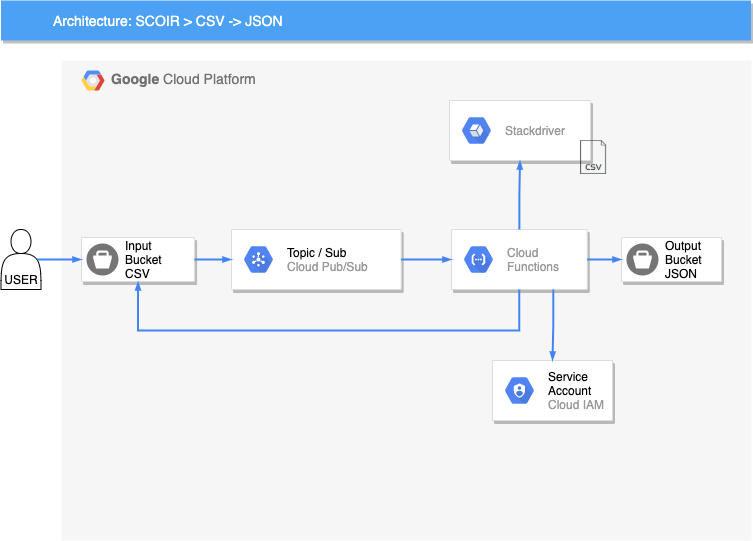 Architecture: SCOIR > CSV -> JSON
Google Cloud Platform
Stackdriver
CSV
USER
Input
Bucket
CSV
Topic / Sub
Cloud Pub/Sub
Cloud
Functions
Output
Bucket
JSON
Service
Account
Cloud IAM